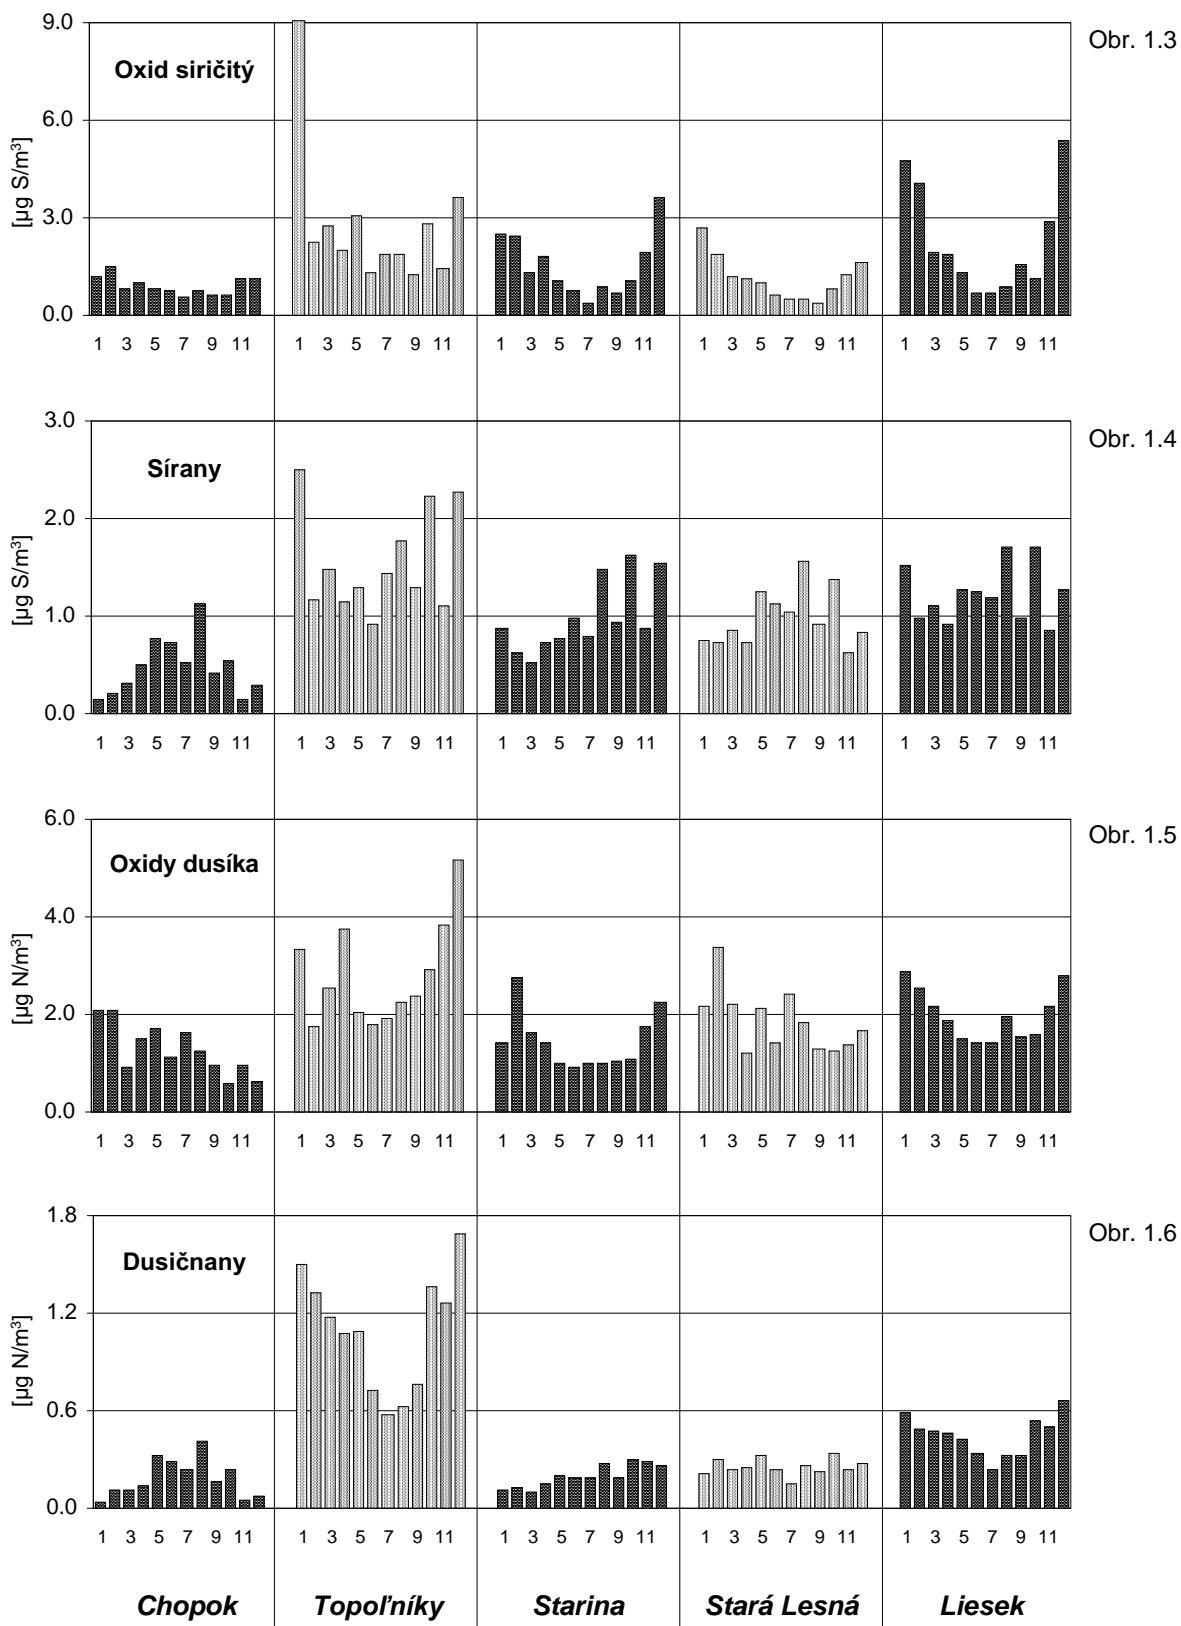 9.0
Obr. 1.3
Oxid siričitý
6.0
[µg S/m³]
3.0
0.0
1 3 5 7 9 11 1 3 5 7 9 11 1 3 5 7 9 11 1 3 5 7 9 11 1 3 5 7 9 11
3.0
Obr. 1.4
Sírany
2.0
[µg S/m³]
1.0
0.0
1 3 5 7 9 11 1 3 5 7 9 11 1 3 5 7 9 11 1 3 5 7 9 11 1 3 5 7 9 11
6.0
Obr. 1.5
Oxidy dusíka
4.0
[µg N/m³]
2.0
0.0
1 3 5 7 9 11 1 3 5 7 9 11 1 3 5 7 9 11 1 3 5 7 9 11 1 3 5 7 9 11
1.8
Obr. 1.6
Dusičnany
1.2
[µg N/m³]
0.6
0.0
1 3 5 7 9 11 1 3 5 7 9 11 1 3 5 7 9 11 1 3 5 7 9 11 1 3 5 7 9 11
Chopok Topoľníky Starina Stará Lesná Liesek